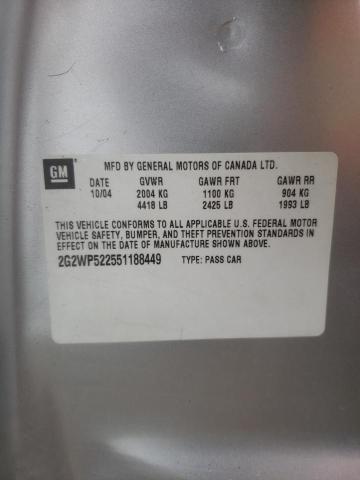 GM
MFD BY GENERAL MOTORS OF CANADA LTD.
DATE GVWR GAWR FRT GAWR RR
10/04 2004 KG 1100 KG 904 KG
4418 LB 2425 LB 1993 LB
THIS VEHICLE CONFORMS TO ALL APPLICABLE U.S. FEDERAL MOTOR
VEHICLE SAFETY, BUMPER, AND THEFT PREVENTION STANDARDS IN
EFFECT ON THE DATE OF MANUFACTURE SHOWN ABOVE.
2G2WP522551188449 TYPE: PASS CAR